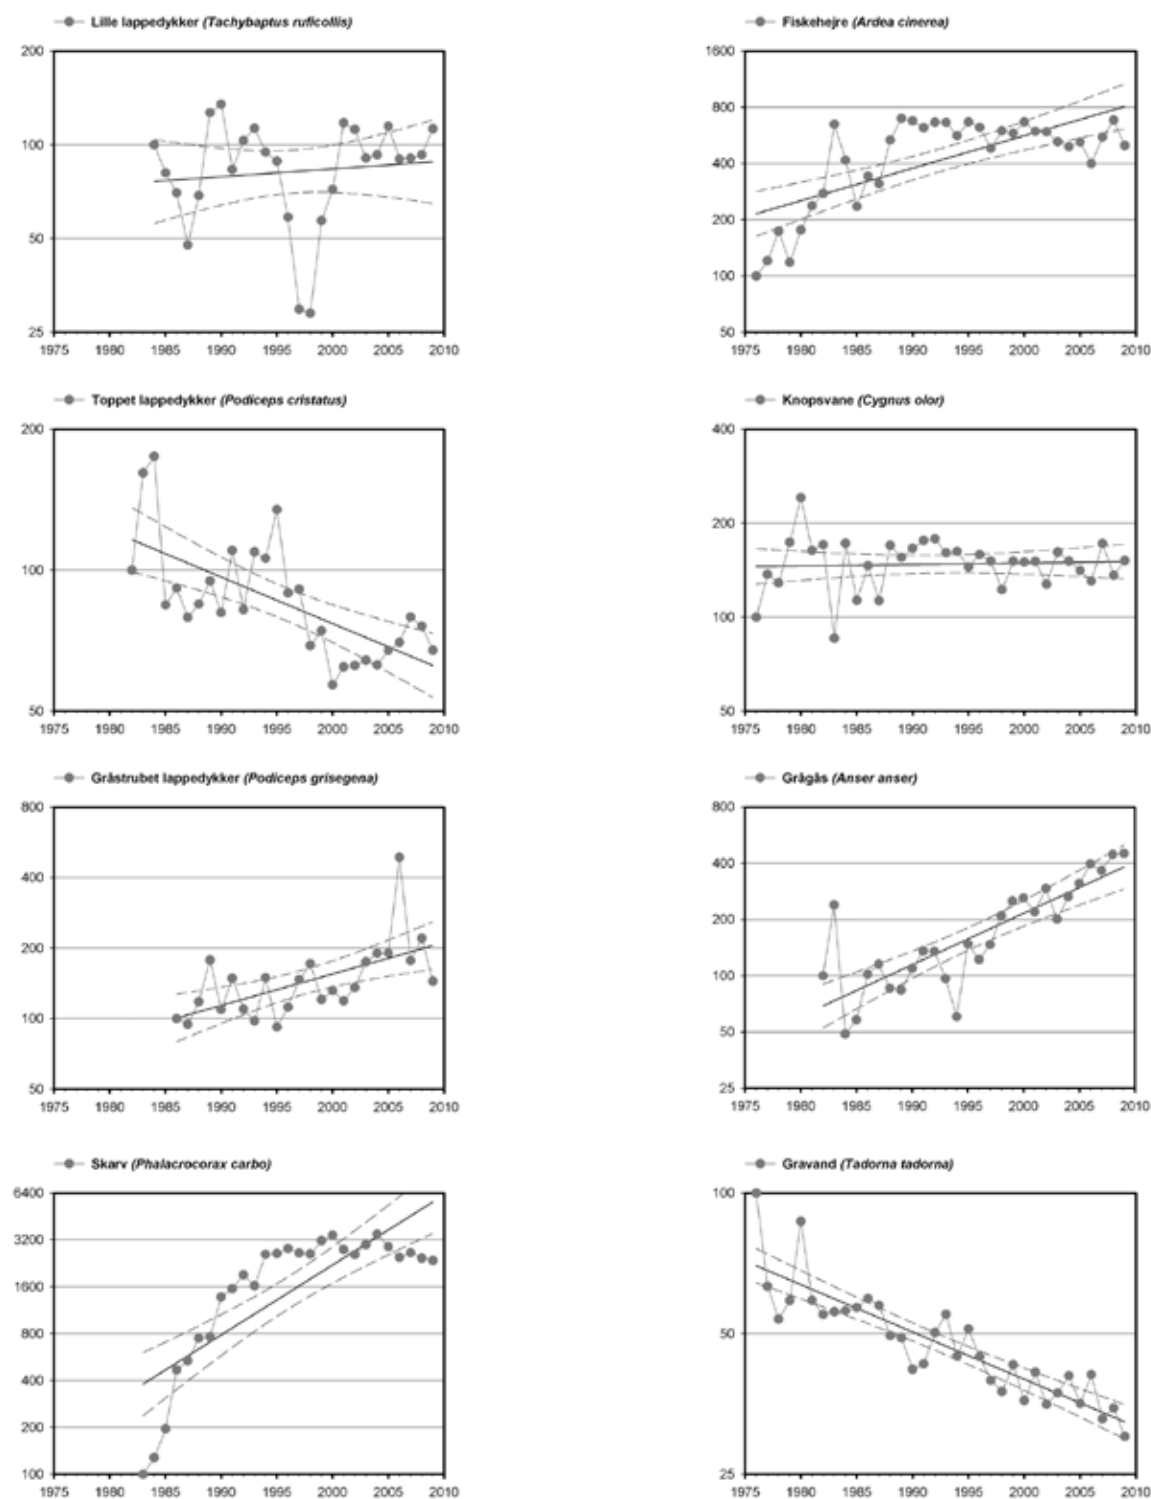 Lille lappedykker (Tachybaptus ruficollis)
200
100
50
25
1975 1980 1985 1990 1995 2000 2005 2010
Fiskehejre (Ardea cinerea)
1600
800
400
200
100
50
1975 1980 1985 1990 1995 2000 2005 2010
Toppet lappedykker (Podiceps cristatus)
200
100
50
1975 1980 1985 1990 1995 2000 2005 2010
Knopsvane (Cygnus olor)
400
200
100
50
1975 1980 1985 1990 1995 2000 2005 2010
Gråstrubet lappedykker (Podiceps grisegena)
800
400
200
100
50
1975 1980 1985 1990 1995 2000 2005 2010
Grågås (Anser anser)
800
400
200
100
50
25
1975 1980 1985 1990 1995 2000 2005 2010
Skarv (Phalacrocorax carbo)
6400
3200
1600
800
400
200
100
1975 1980 1985 1990 1995 2000 2005 2010
Gravand (Tadorna tadorna)
100
50
25
1975 1980 1985 1990 1995 2000 2005 2010